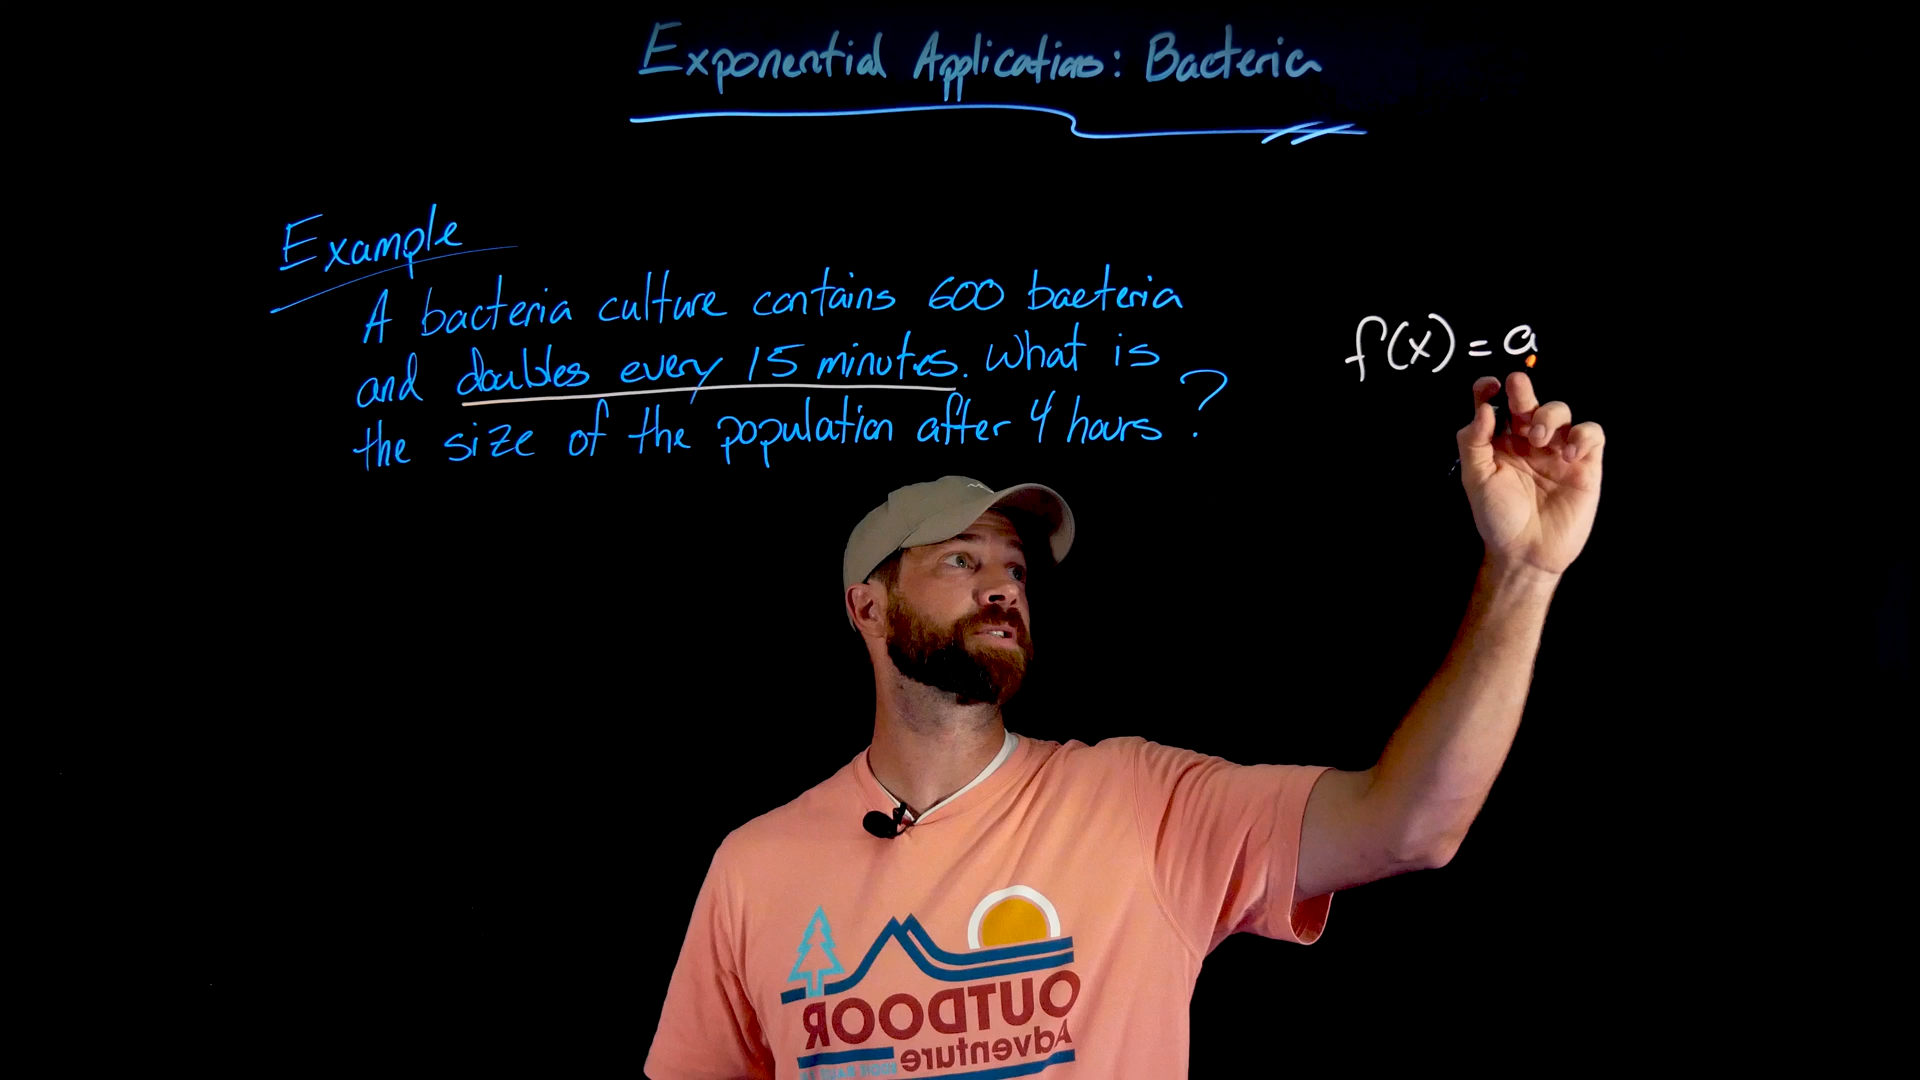 Exponential Applications: Bacteria
Example
A bacteria culture contains 600 bacteria
and doubles every 15 minutes. What is
the size of the population after 4 hours?
f(x) = a
OUTDOOR
Adventure